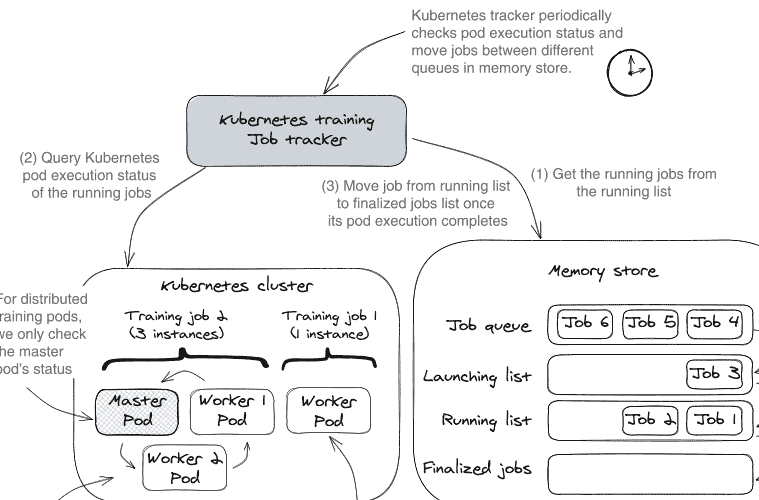 Kubernetes tracker periodically
checks pod execution status and
move jobs between different
queues in memory store.
Kubernetes training
Job tracker
(2) Query Kubernetes
pod execution status
of the running jobs
(3) Move job from running list
to finalized jobs list once
its pod execution completes
(1) Get the running jobs from
the running list
Kubernetes cluster
For distributed
training pods,
we only check
the master
pod's status
Training job 2
(3 instances)
Training job 1
(1 instance)
Master
Pod
Worker 1
Pod
Worker
Pod
Worker 2
Pod
Memory store
Job queue
Job 6
Job 5
Job 4
Launching list
Job 3
Running list
Job 2
Job 1
Finalized jobs